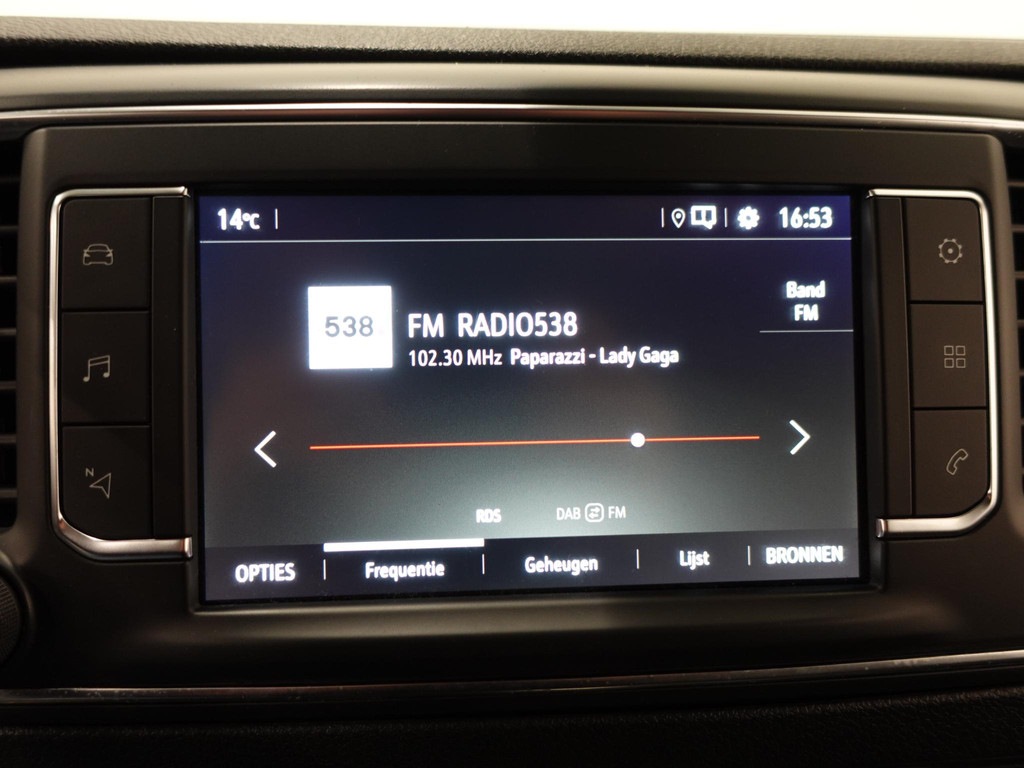 14°C
16:53
Band
FM
538
FM RADIO538
102.30 MHz Paparazzi - Lady Gaga
N
RDS
DAB FM
OPTIES
Frequentie
Geheugen
Lijst
BRONNEN